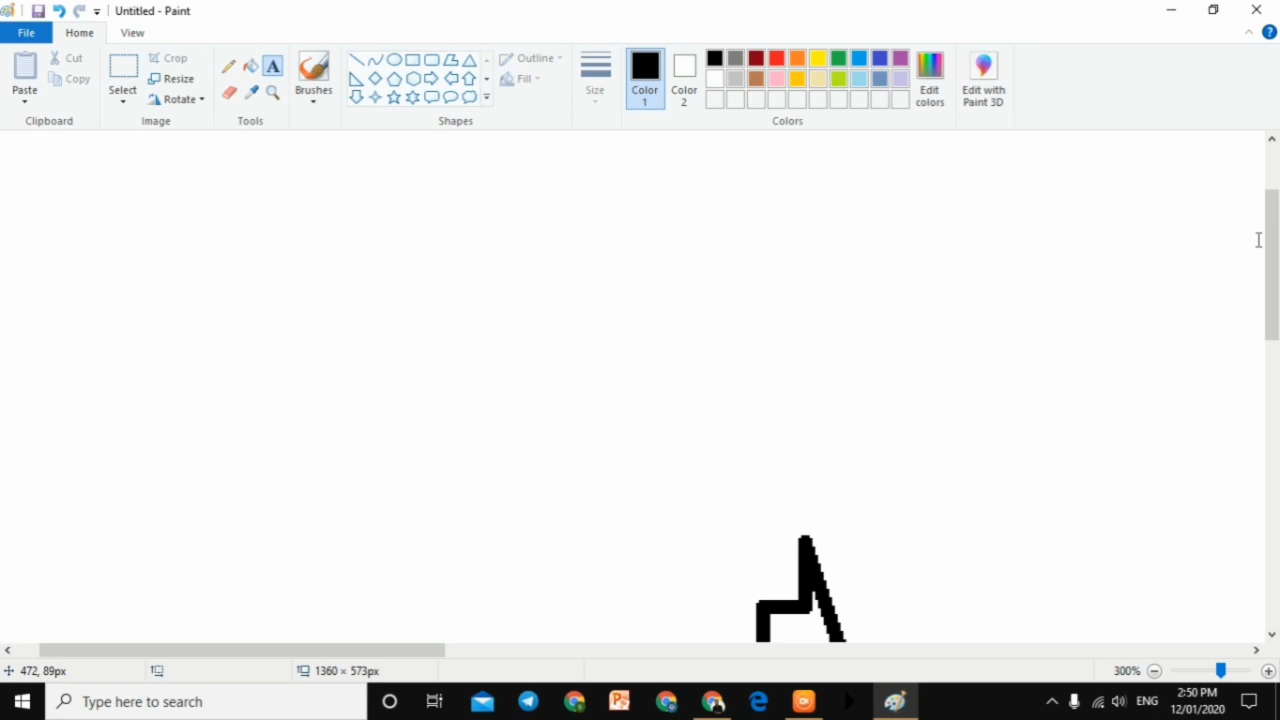 Untitled - Paint
File Home View
Paste Cut Copy
Clipboard
Select Crop Resize Rotate
Image
A
Tools
Brushes
Shapes
Outline
Fill
Size
Color 1
Color 2
Edit colors
Colors
Edit with Paint 3D
472, 89px
1360 × 573px
300%
Type here to search
ENG
2:50 PM
12/01/2020